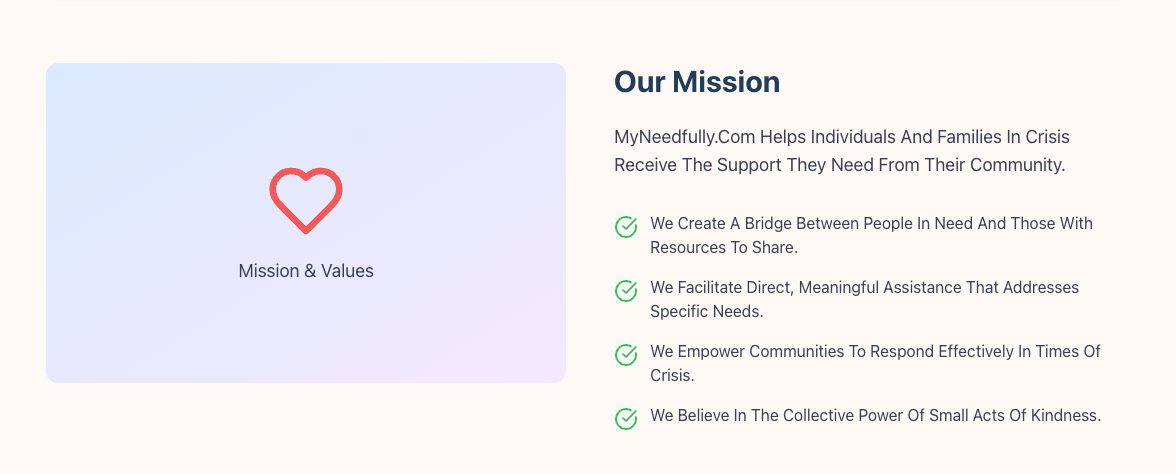 Mission & Values
Our Mission
MyNeedfully.Com Helps Individuals And Families In Crisis
Receive The Support They Need From Their Community.
We Create A Bridge Between People In Need And Those With
Resources To Share.
We Facilitate Direct, Meaningful Assistance That Addresses
Specific Needs.
We Empower Communities To Respond Effectively In Times Of
Crisis.
We Believe In The Collective Power Of Small Acts Of Kindness.